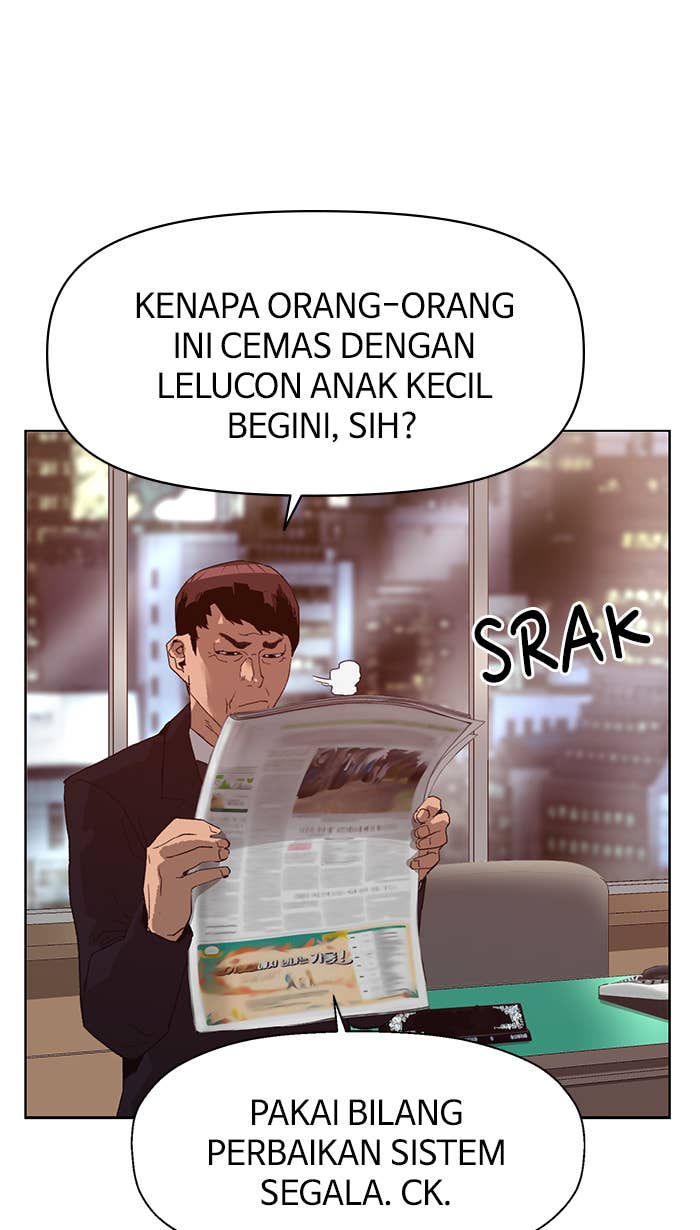 KENAPA ORANG-ORANG
INI CEMAS DENGAN
LELUCON ANAK KECIL
BEGINI, SIH?
SRAK
PAKAI BILANG
PERBAIKAN SISTEM
SEGALA. CK.